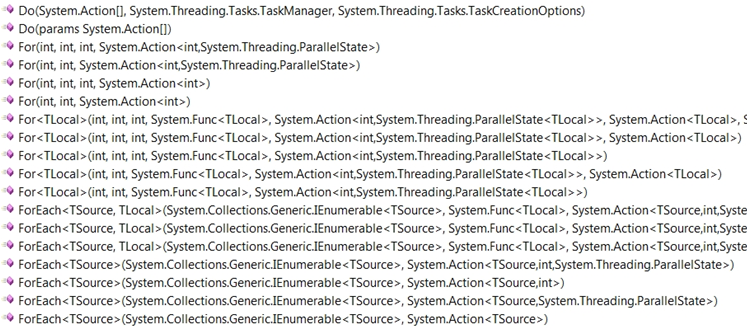 Do(System.Action[], System.Threading.Tasks.TaskManager, System.Threading.Tasks.TaskCreationOptions)
Do(params System.Action[])
For(int, int, int, System.Action<int,System.Threading.ParallelState>)
For(int, int, System.Action<int,System.Threading.ParallelState>)
For(int, int, int, System.Action<int>)
For(int, int, System.Action<int>)
For<TLocal>(int, int, int, System.Func<TLocal>, System.Action<int,System.Threading.ParallelState<TLocal>>, System.Action<TLocal>, S
For<TLocal>(int, int, int, System.Func<TLocal>, System.Action<int,System.Threading.ParallelState<TLocal>>, System.Action<TLocal>)
For<TLocal>(int, int, int, System.Func<TLocal>, System.Action<int,System.Threading.ParallelState<TLocal>>)
For<TLocal>(int, int, System.Func<TLocal>, System.Action<int,System.Threading.ParallelState<TLocal>>, System.Action<TLocal>)
For<TLocal>(int, int, System.Func<TLocal>, System.Action<int,System.Threading.ParallelState<TLocal>>)
ForEach<TSource, TLocal>(System.Collections.Generic.IEnumerable<TSource>, System.Func<TLocal>, System.Action<TSource,int,System
ForEach<TSource, TLocal>(System.Collections.Generic.IEnumerable<TSource>, System.Func<TLocal>, System.Action<TSource,int,Syste
ForEach<TSource, TLocal>(System.Collections.Generic.IEnumerable<TSource>, System.Func<TLocal>, System.Action<TSource,int,Syste
ForEach<TSource>(System.Collections.Generic.IEnumerable<TSource>, System.Action<TSource,int,System.Threading.ParallelState>)
ForEach<TSource>(System.Collections.Generic.IEnumerable<TSource>, System.Action<TSource,int>)
ForEach<TSource>(System.Collections.Generic.IEnumerable<TSource>, System.Action<TSource,System.Threading.ParallelState>)
ForEach<TSource>(System.Collections.Generic.IEnumerable<TSource>, System.Action<TSource>)